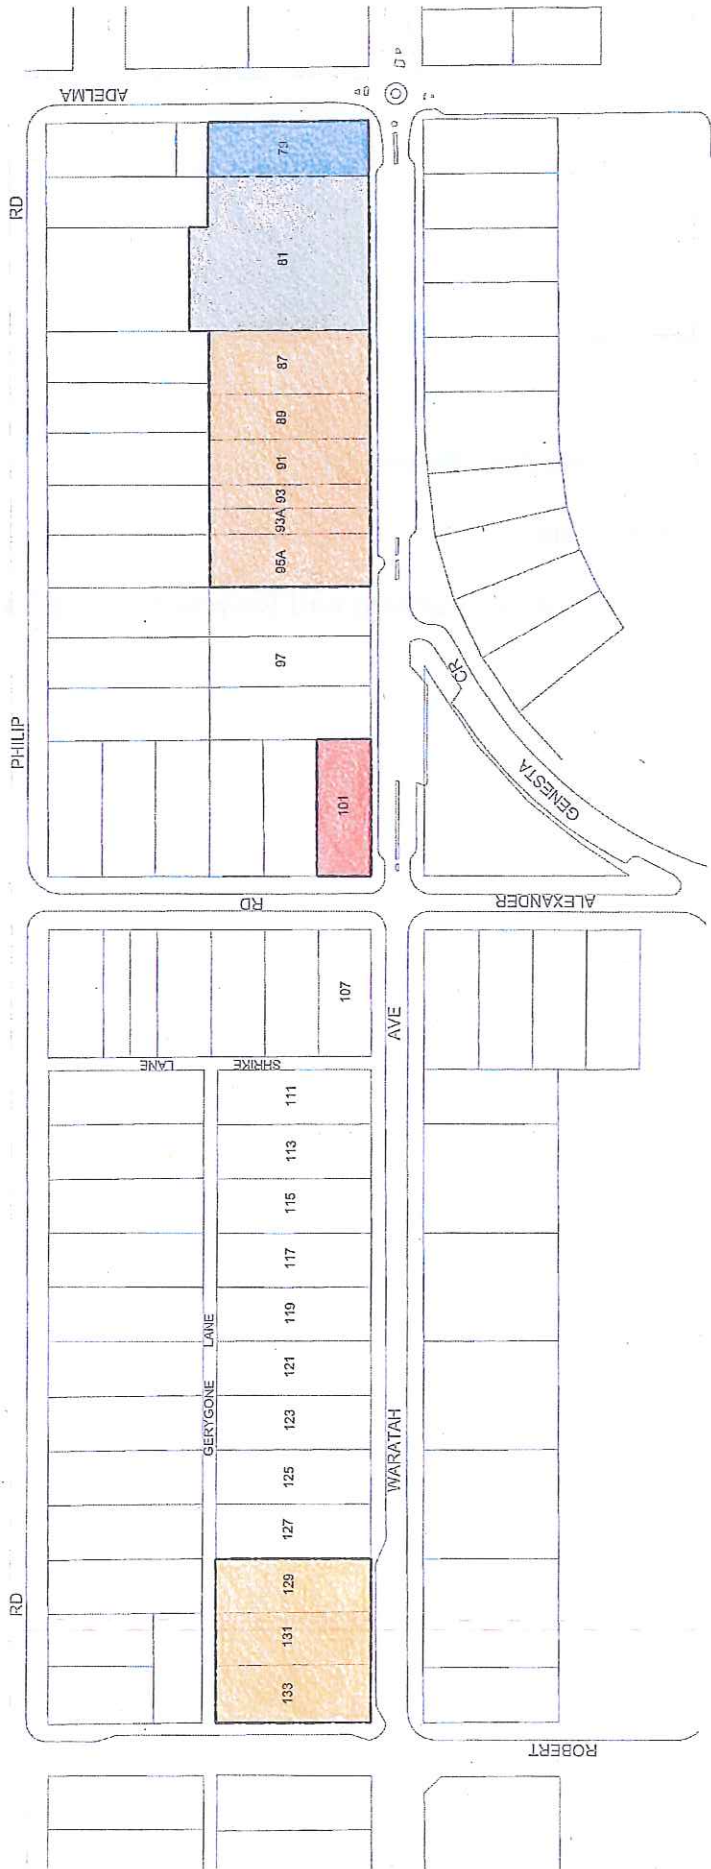 ADELMA
RD
79
81
87
89
91
93
93A
95A
97
CR
PHILIP
GENESTA
101
RD
ALEXANDER
107
AVE
LANE
SHRIKE
111
113
115
117
119
LANE
121
GERYGONE
123
WARATAH
125
127
129
RD
131
133
ROBERT